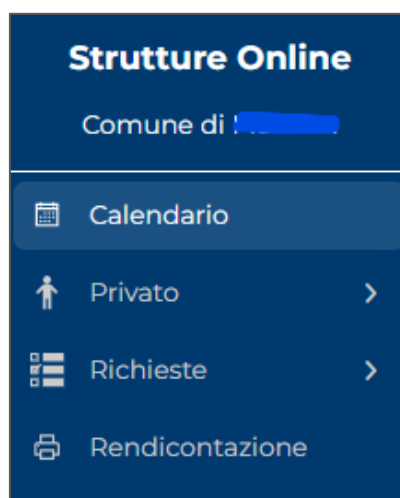 Strutture Online
Comune di
Calendario
Privato
Richieste
Rendicontazione